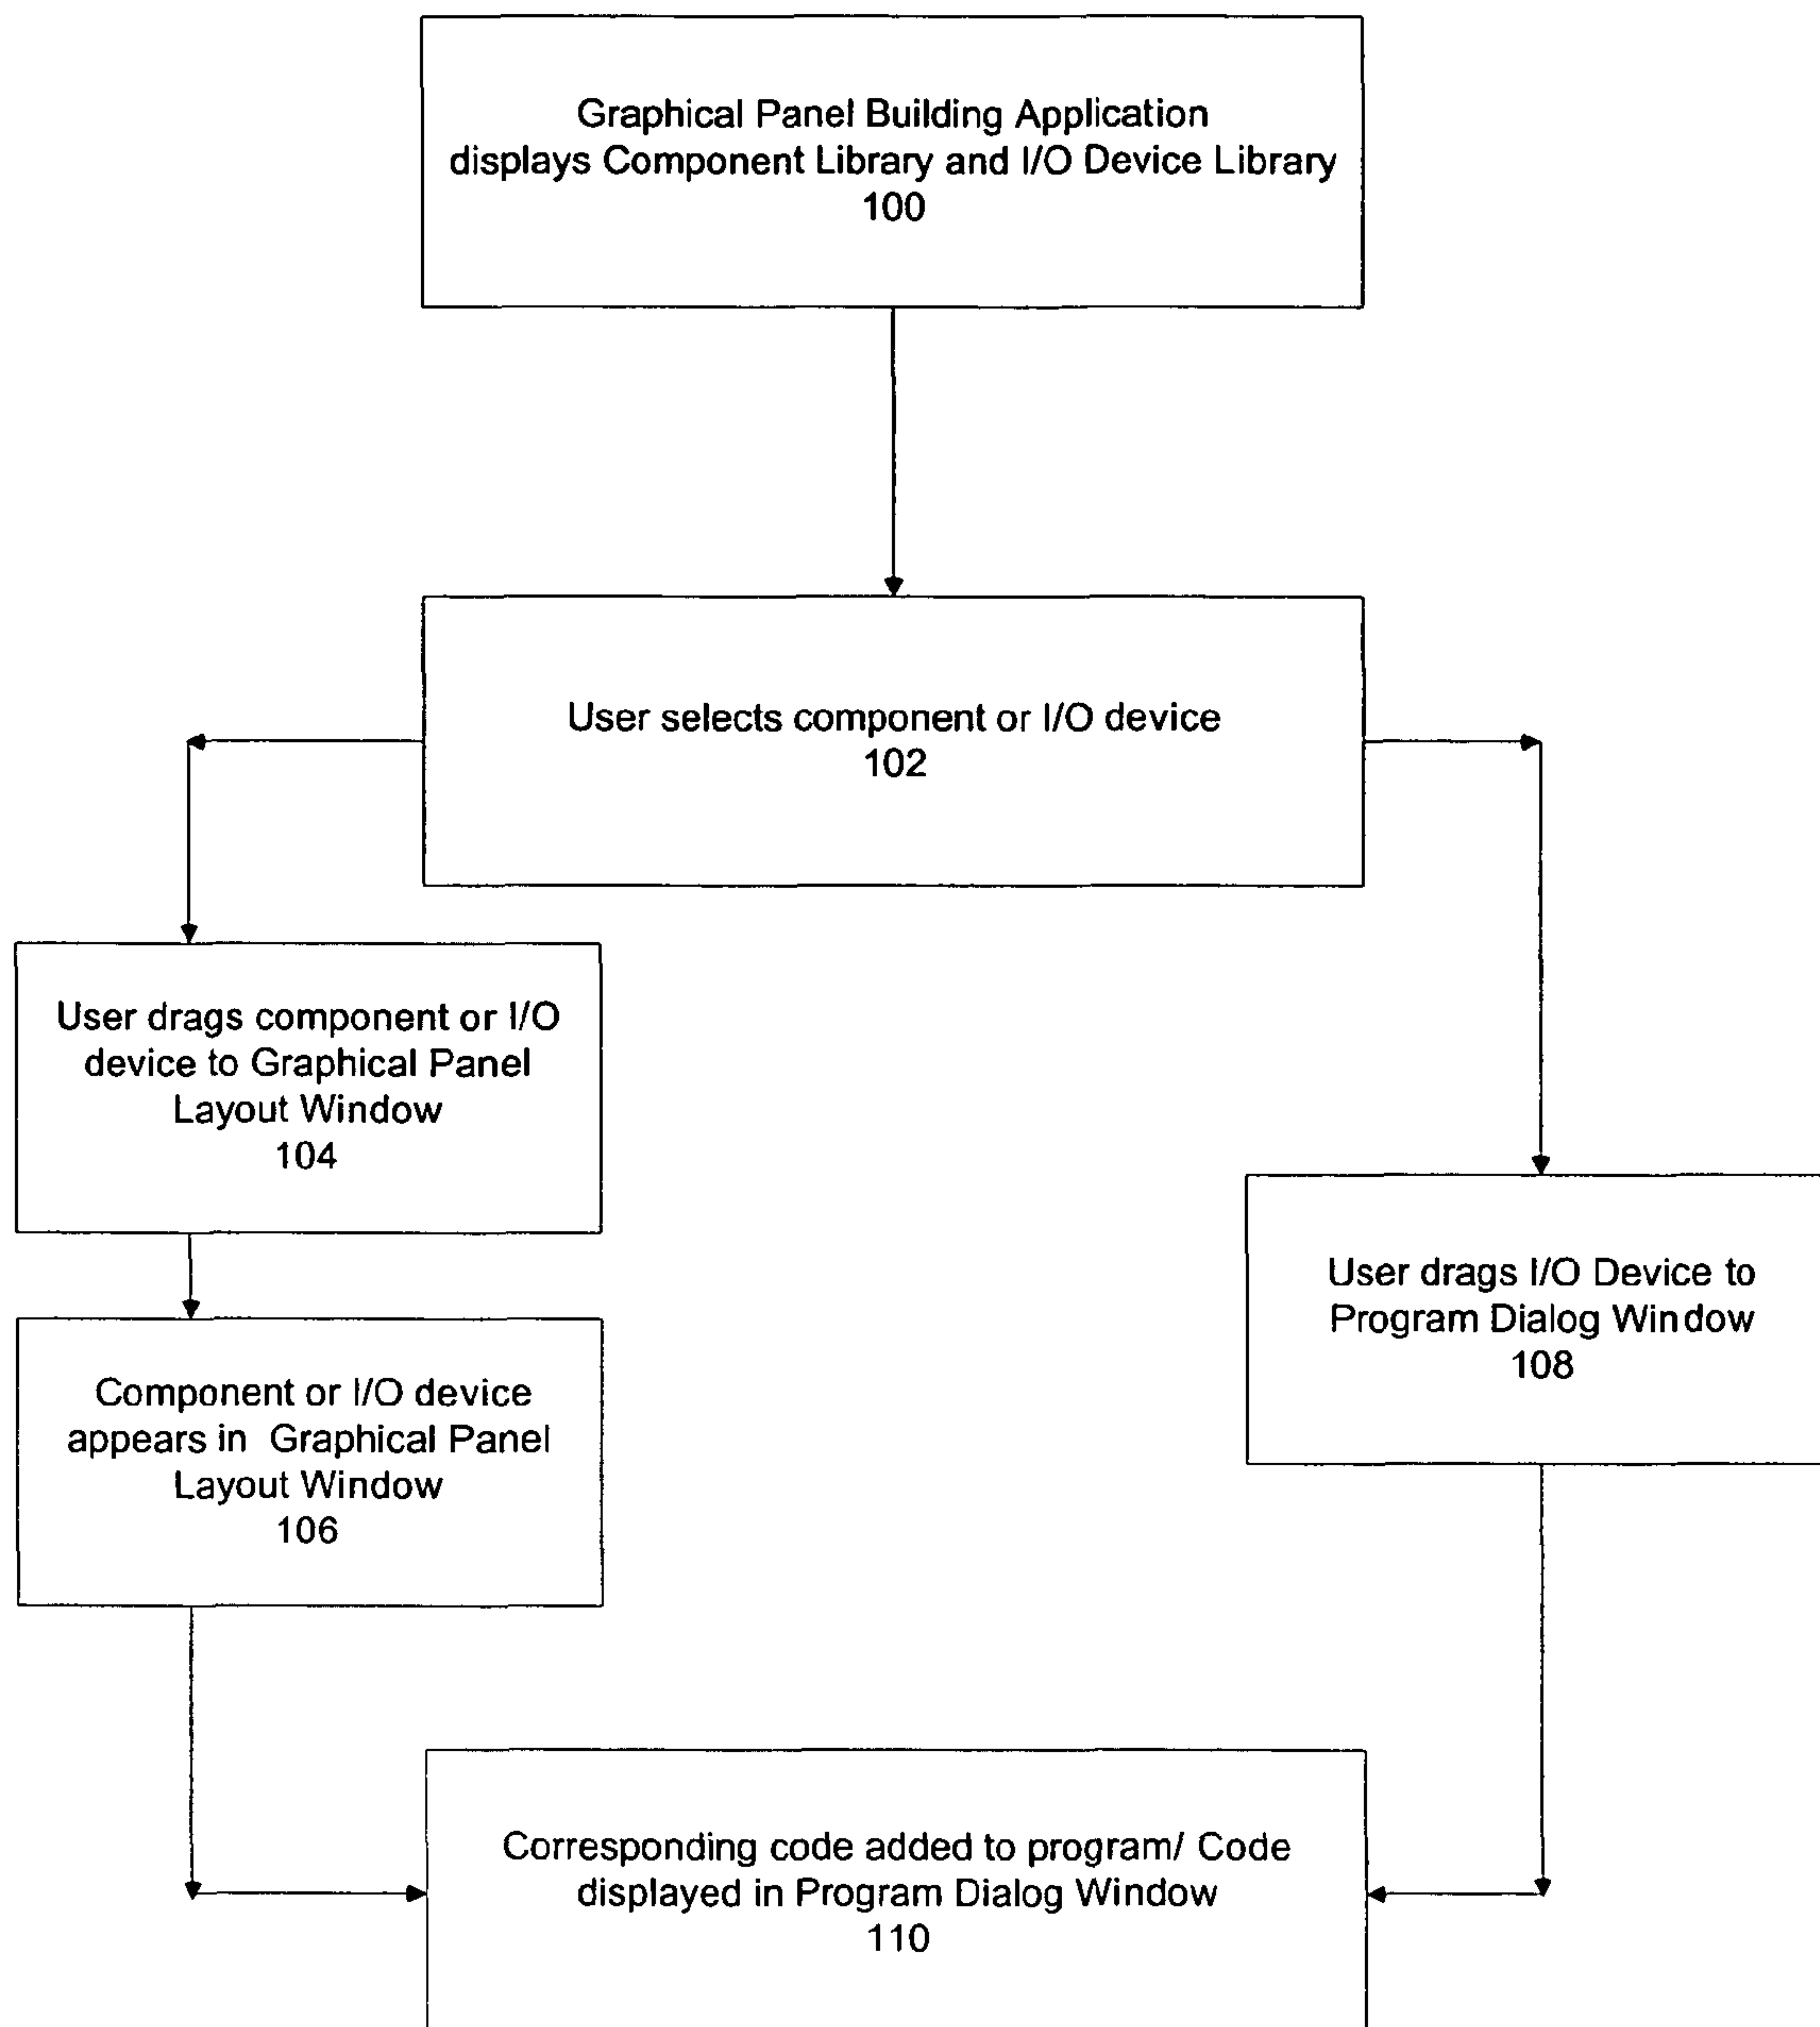 Graphical Panel Building Application
displays Component Library and I/O Device Library
100
User selects component or I/O device
102
User drags component or I/O
device to Graphical Panel
Layout Window
104
User drags I/O Device to
Program Dialog Window
108
Component or I/O device
appears in Graphical Panel
Layout Window
106
Corresponding code added to program/ Code
displayed in Program Dialog Window
110